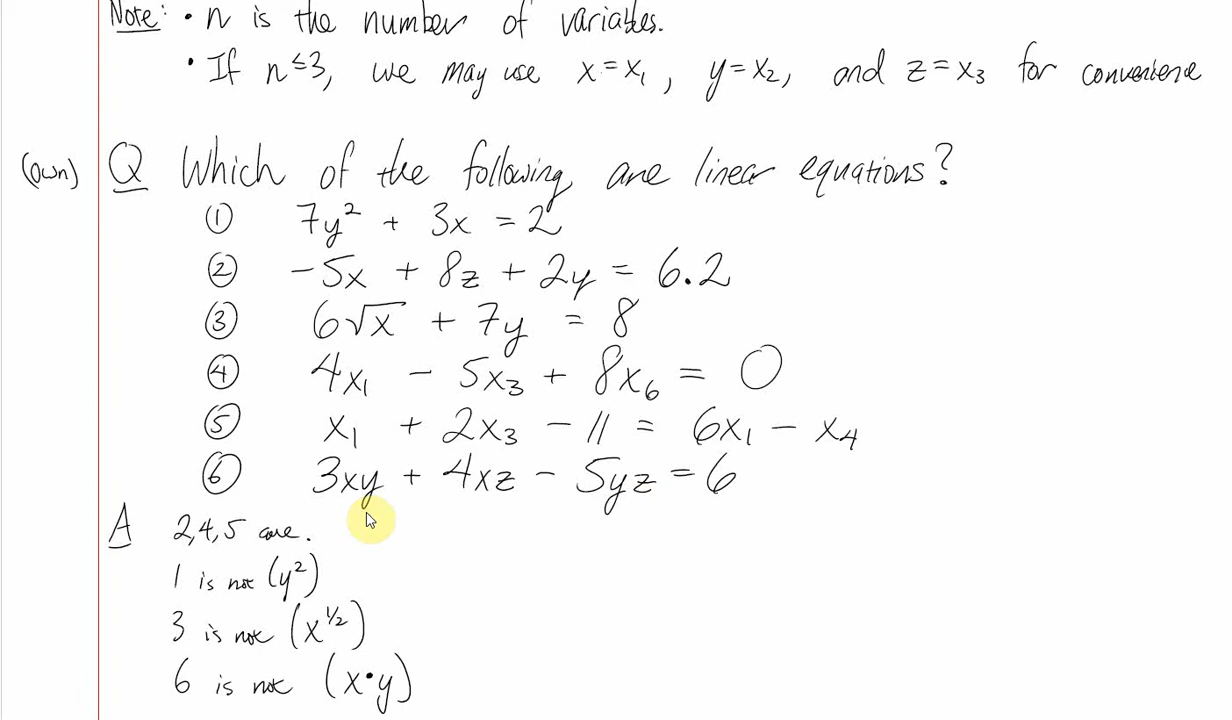 Note: • n is the number of variables.
• If n ≤ 3, we may use x = x₁, y = x₂, and z = x₃ for convenience
(own) Q Which of the following are linear equations?
① 7y² + 3x = 2
② -5x + 8z + 2y = 6.2
③ 6√x + 7y = 8
④ 4x₁ - 5x₃ + 8x₆ = 0
⑤ x₁ + 2x₃ - 11 = 6x₁ - x₄
⑥ 3xy + 4xz - 5yz = 6
A 2,4,5 are.
1 is not (y²)
3 is not (x^1/2)
6 is not (x•y)